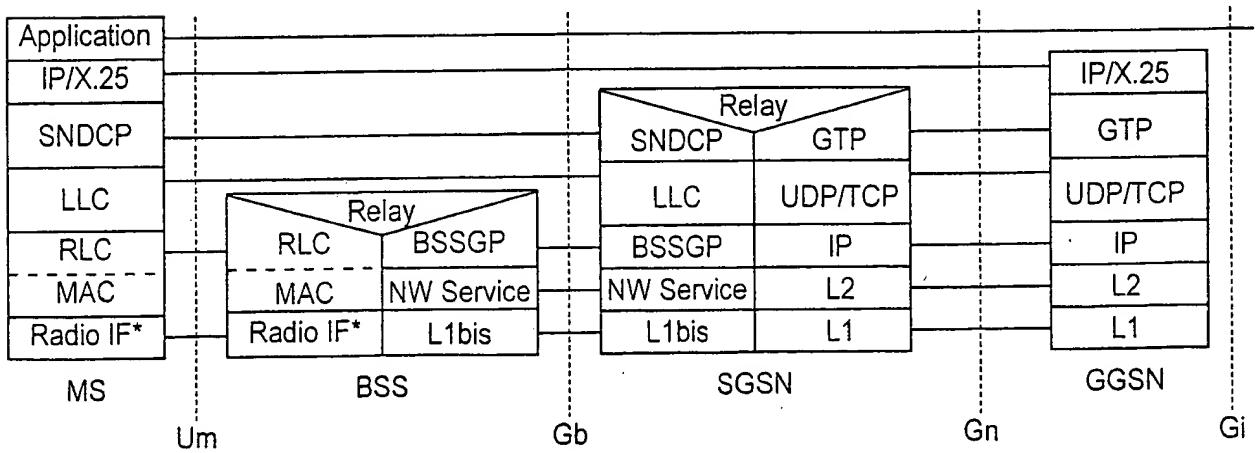 Application
IP/X.25
SNDCP
LLC
RLC
MAC
Radio IF*
MS
Um
Relay
RLC
BSSGP
MAC
NW Service
Radio IF*
L1bis
BSS
Gb
Relay
SNDCP
GTP
LLC
UDP/TCP
BSSGP
IP
NW Service
L2
L1bis
L1
SGSN
Gn
IP/X.25
GTP
UDP/TCP
IP
L2
L1
GGSN
Gi